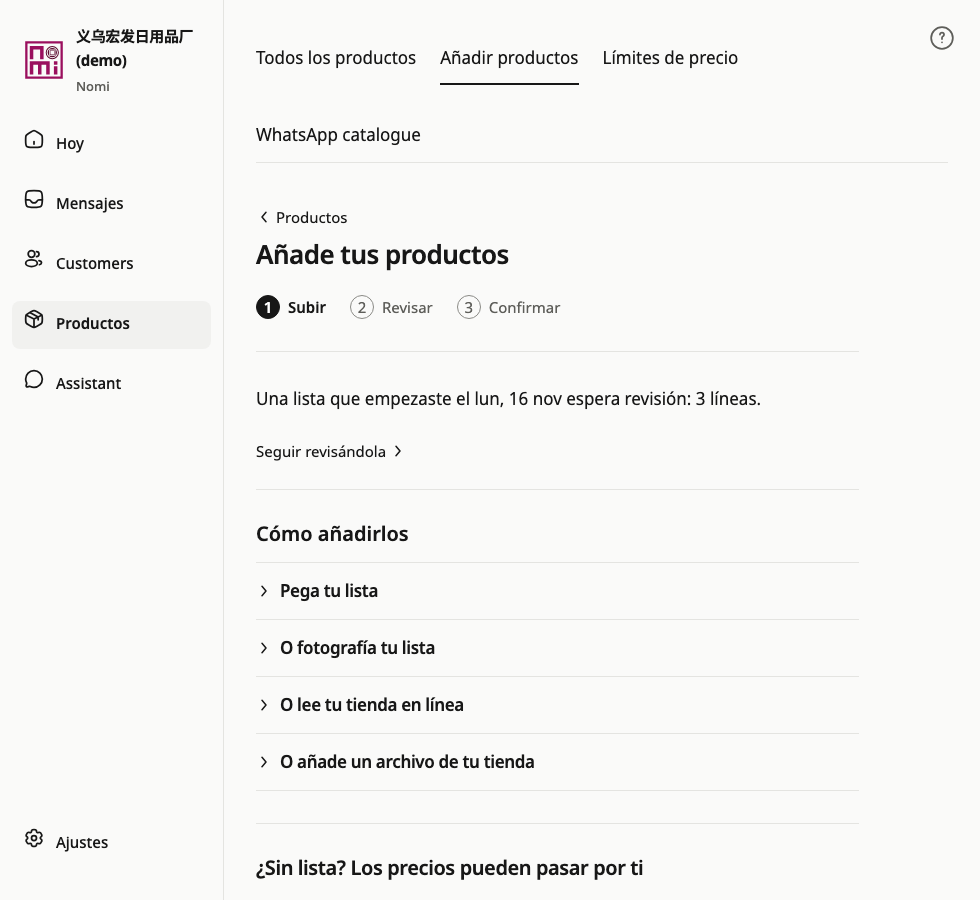 义乌宏发日用品厂
(demo)
Nomi
Hoy
Mensajes
Customers
Productos
Assistant
Ajustes
Todos los productos
Añadir productos
Límites de precio
WhatsApp catalogue
Productos
Añade tus productos
1 Subir
2 Revisar
3 Confirmar
Una lista que empezaste el lun, 16 nov espera revisión: 3 líneas.
Seguir revisándola
Cómo añadirlos
Pega tu lista
O fotografía tu lista
O lee tu tienda en línea
O añade un archivo de tu tienda
¿Sin lista? Los precios pueden pasar por ti